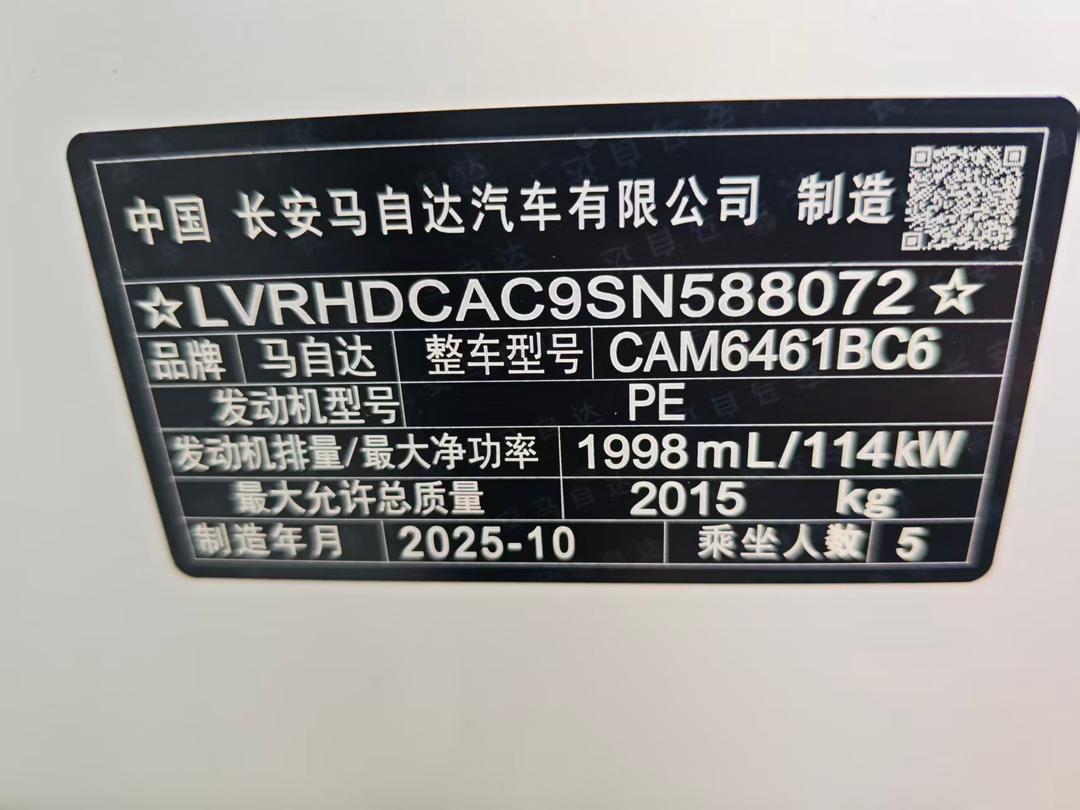 中国 长安马自达汽车有限公司 制造
☆LVRHDCAC9SN588072☆
品牌 马自达 整车型号 CAM6461BC6
发动机型号 PE
发动机排量/最大净功率 1998mL/114kW
最大允许总质量 2015 kg
制造年月 2025-10 乘坐人数 5